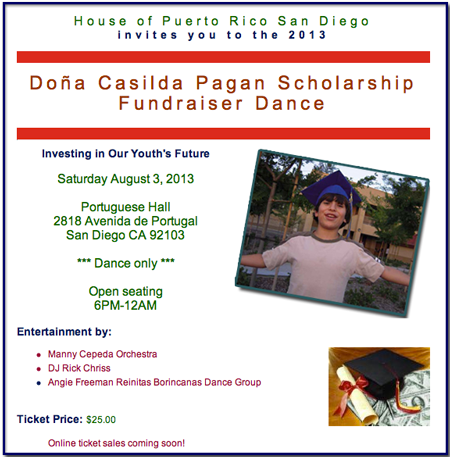 House of Puerto Rico San Diego
invites you to the 2013
Doña Casilda Pagan Scholarship
Fundraiser Dance
Investing in Our Youth's Future
Saturday August 3, 2013
Portuguese Hall
2818 Avenida de Portugal
San Diego CA 92103
*** Dance only ***
Open seating
6PM-12AM
Entertainment by:
Manny Cepeda Orchestra
DJ Rick Chriss
Angie Freeman Reinitas Borincanas Dance Group
Ticket Price: $25.00
Online ticket sales coming soon!